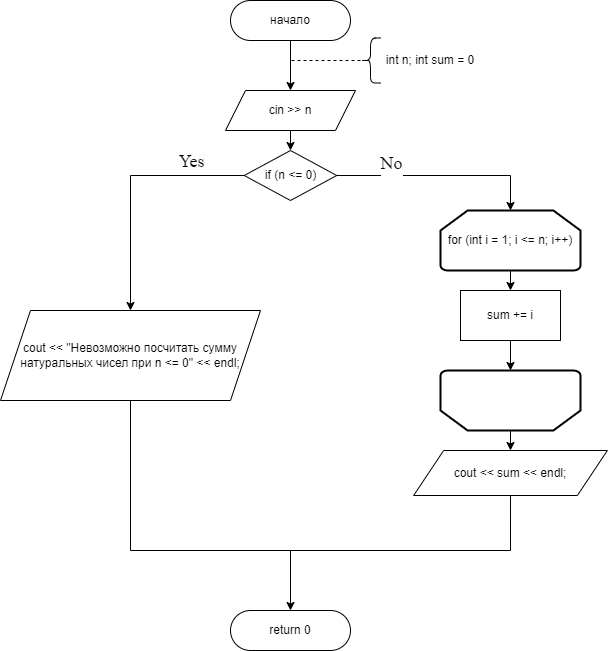 начало
int n; int sum = 0
cin >> n
Yes
if (n <= 0)
No
for (int i = 1; i <= n; i++)
sum += i
cout << "Невозможно посчитать сумму
натуральных чисел при n <= 0" << endl;
cout << sum << endl;
return 0